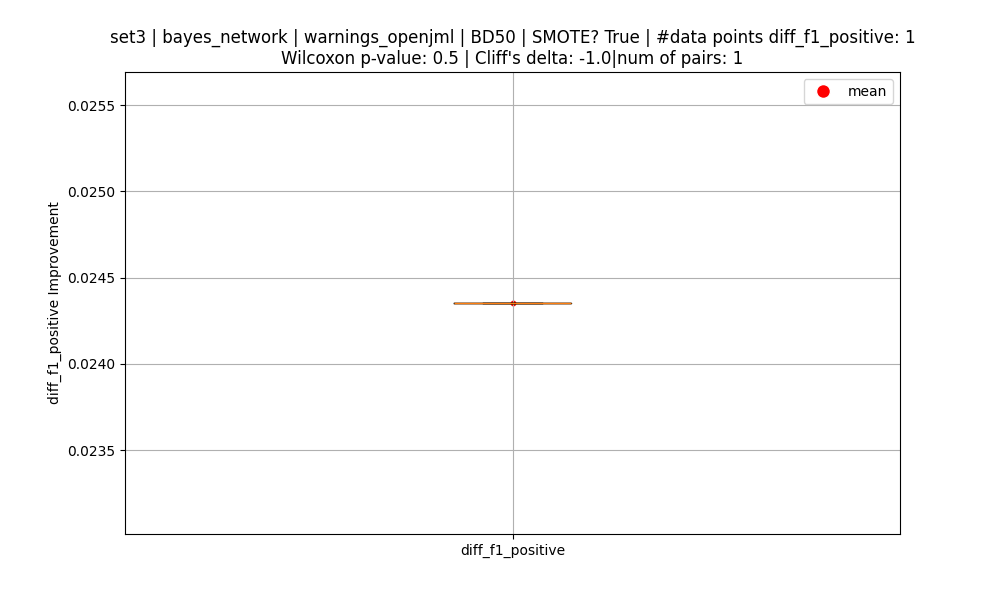 set3 | bayes_network | warnings_openjml | BD50 | SMOTE? True | #data points diff_f1_positive: 1
Wilcoxon p-value: 0.5 | Cliff's delta: -1.0|num of pairs: 1
mean
0.0255
0.0250
0.0245
0.0240
0.0235
diff_f1_positive Improvement
diff_f1_positive